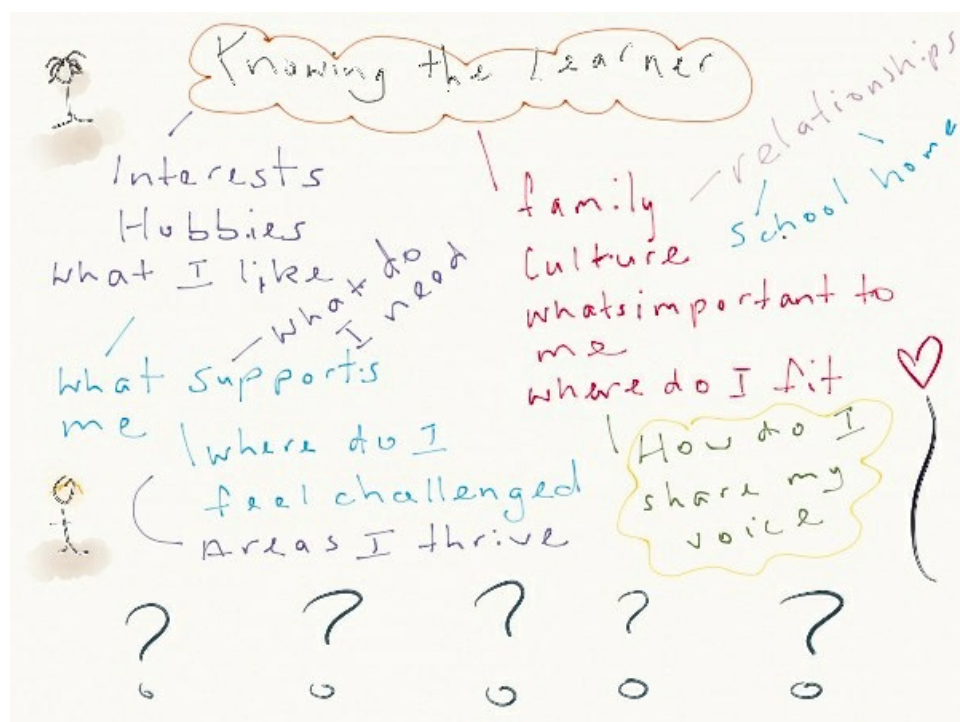 Knowing the Learner
Interests
Hobbies
what I like
what do
I need
what supports
me
where do I
feel challenged
Areas I thrive
family
Culture
whatsimportant to
me
where do I fit
relationships
school home
How do I
share my
voice
? ? ? ? ?